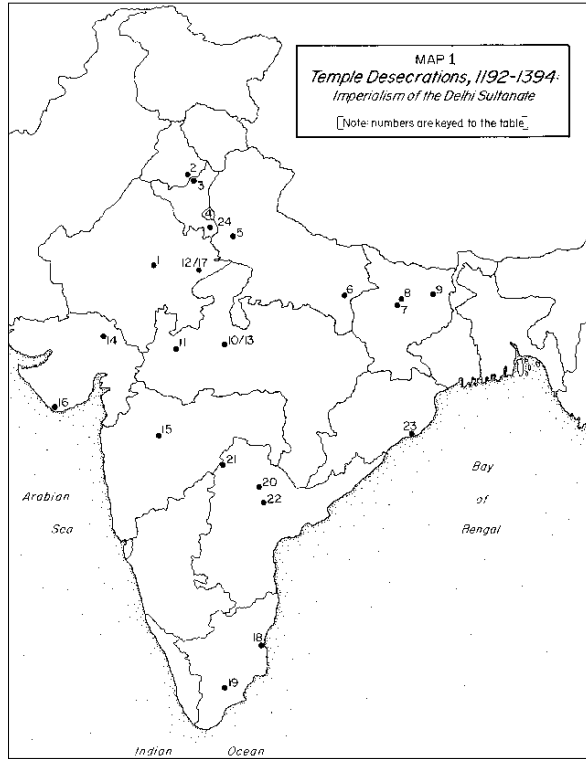 MAP 1
Temple Desecrations, 1192-1394:
Imperialism of the Delhi Sultanate
[Note: numbers are keyed to the table]
2
3
4
24
5
1
12/17
6
8
9
7
14
11
10/13
16
15
23
21
20
22
Bay
of
Bengal
Arabian
Sea
18
19
Indian Ocean